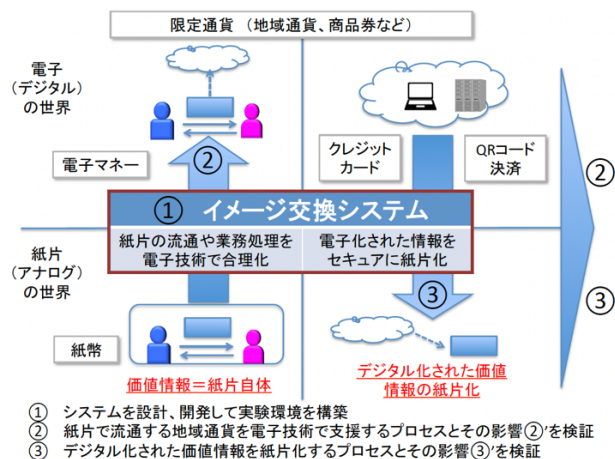 限定通貨 （地域通貨、商品券など）
電子
（デジタル）
の世界
電子マネー
②
クレジット
カード
QRコード
決済
②
① イメージ交換システム
紙片の流通や業務処理を
電子技術で合理化
電子化された情報を
セキュアに紙片化
紙片
（アナログ）
の世界
③
③
紙幣
価値情報＝紙片自体
デジタル化された価値
情報の紙片化
① システムを設計、開発して実験環境を構築
② 紙片で流通する地域通貨を電子技術で支援するプロセスとその影響②’を検証
③ デジタル化された価値情報を紙片化するプロセスとその影響③’を検証